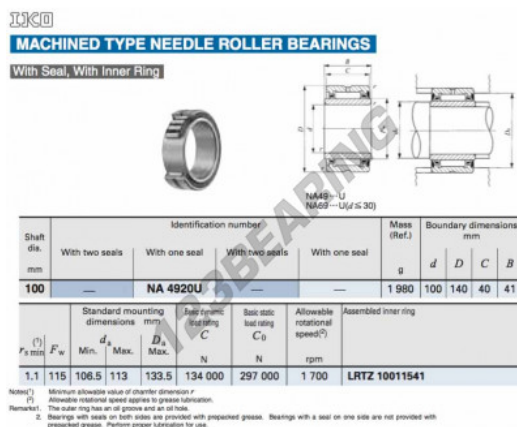 IKO
MACHINED TYPE NEEDLE ROLLER BEARINGS
With Seal, With Inner Ring
B
C
D
d
NA49···U
NA69···U(d ≤ 30)
123BEARING
Shaft dia. mm
Identification number
With two seals
With one seal
With two seals
With one seal
Mass (Ref.) g
Boundary dimensions mm
d D C B
100 — NA 4920U — — 1 980 100 140 40 41
(¹) rs min Fw
Standard mounting dimensions mm
da Min. Max.
Da Max.
Basic dynamic load rating C N
Basic static load rating C0 N
Allowable rotational speed(²) rpm
Assembled inner ring
1.1 115 106.5 113 133.5 134 000 297 000 1 700 LRTZ 10011541
Notes(¹) Minimum allowable value of chamfer dimension r
(²) Allowable rotational speed applies to grease lubrication.
Remarks1. The outer ring has an oil groove and an oil hole.
2. Bearings with seals on both sides are provided with prepacked grease. Bearings with a seal on one side are not provided with
prepacked grease. Perform proper lubrication for use.